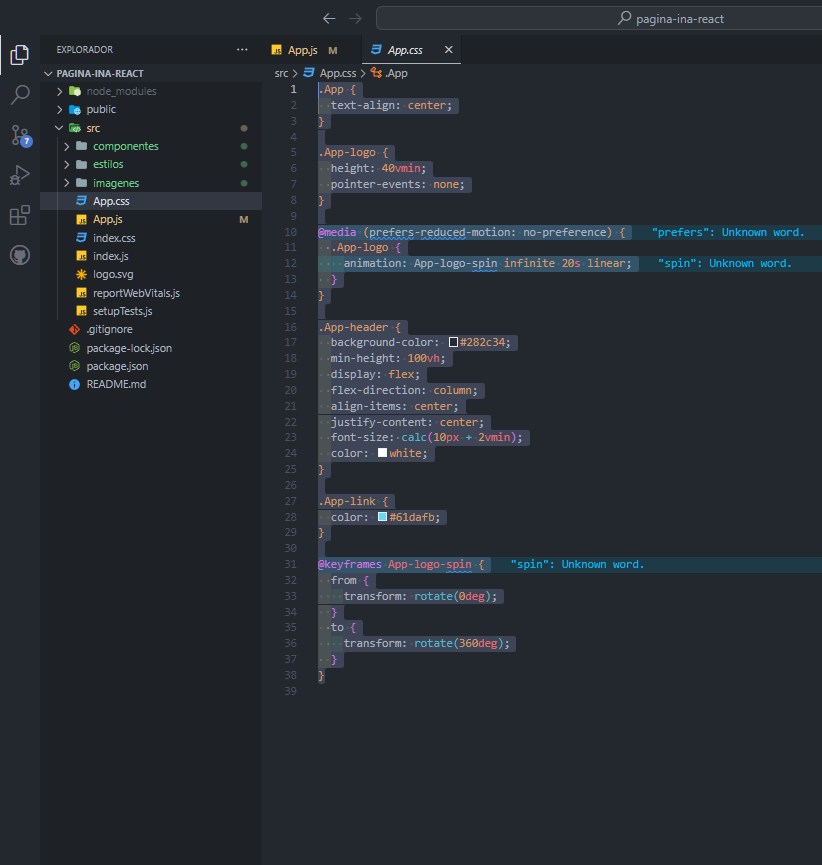 pagina-ina-react
EXPLORADOR
PAGINA-INA-REACT
node_modules
public
src
componentes
estilos
imagenes
App.css
App.js M
index.css
index.js
logo.svg
reportWebVitals.js
setupTests.js
.gitignore
package-lock.json
package.json
README.md
7
App.js M
App.css
src > App.css > .App
1 .App {
2 text-align: center;
3 }
4
5 .App-logo {
6 height: 40vmin;
7 pointer-events: none;
8 }
9
10 @media (prefers-reduced-motion: no-preference) { "prefers": Unknown word.
11 .App-logo {
12 animation: App-logo-spin infinite 20s linear; "spin": Unknown word.
13 }
14 }
15
16 .App-header {
17 background-color: #282c34;
18 min-height: 100vh;
19 display: flex;
20 flex-direction: column;
21 align-items: center;
22 justify-content: center;
23 font-size: calc(10px + 2vmin);
24 color: white;
25 }
26
27 .App-link {
28 color: #61dafb;
29 }
30
31 @keyframes App-logo-spin { "spin": Unknown word.
32 from {
33 transform: rotate(0deg);
34 }
35 to {
36 transform: rotate(360deg);
37 }
38 }
39